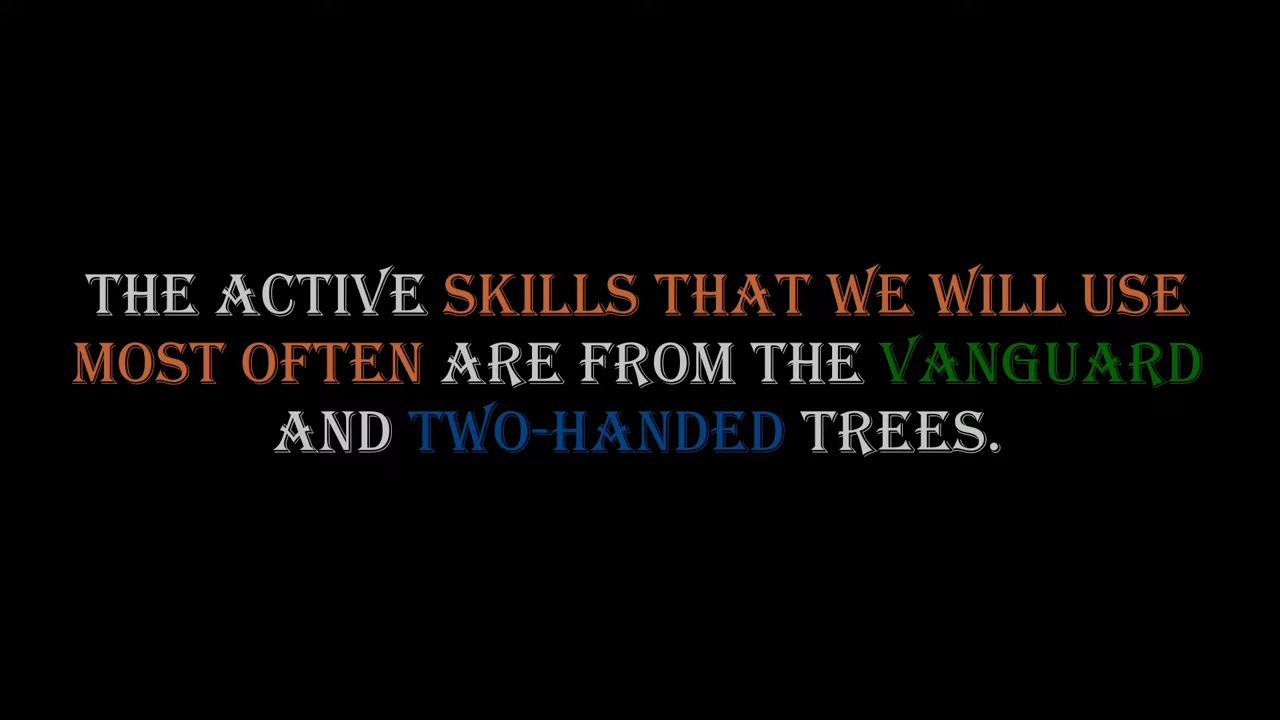 THE ACTIVE SKILLS THAT WE WILL USE
MOST OFTEN ARE FROM THE VANGUARD
AND TWO-HANDED TREES.